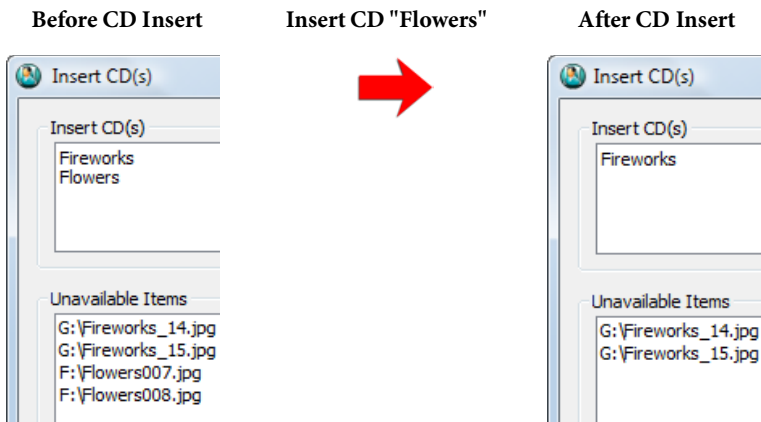 Before CD Insert
Insert CD(s)
Insert CD(s)
Fireworks
Flowers
Unavailable Items
G:\Fireworks_14.jpg
G:\Fireworks_15.jpg
F:\Flowers007.jpg
F:\Flowers008.jpg
Insert CD "Flowers"
After CD Insert
Insert CD(s)
Insert CD(s)
Fireworks
Unavailable Items
G:\Fireworks_14.jpg
G:\Fireworks_15.jpg